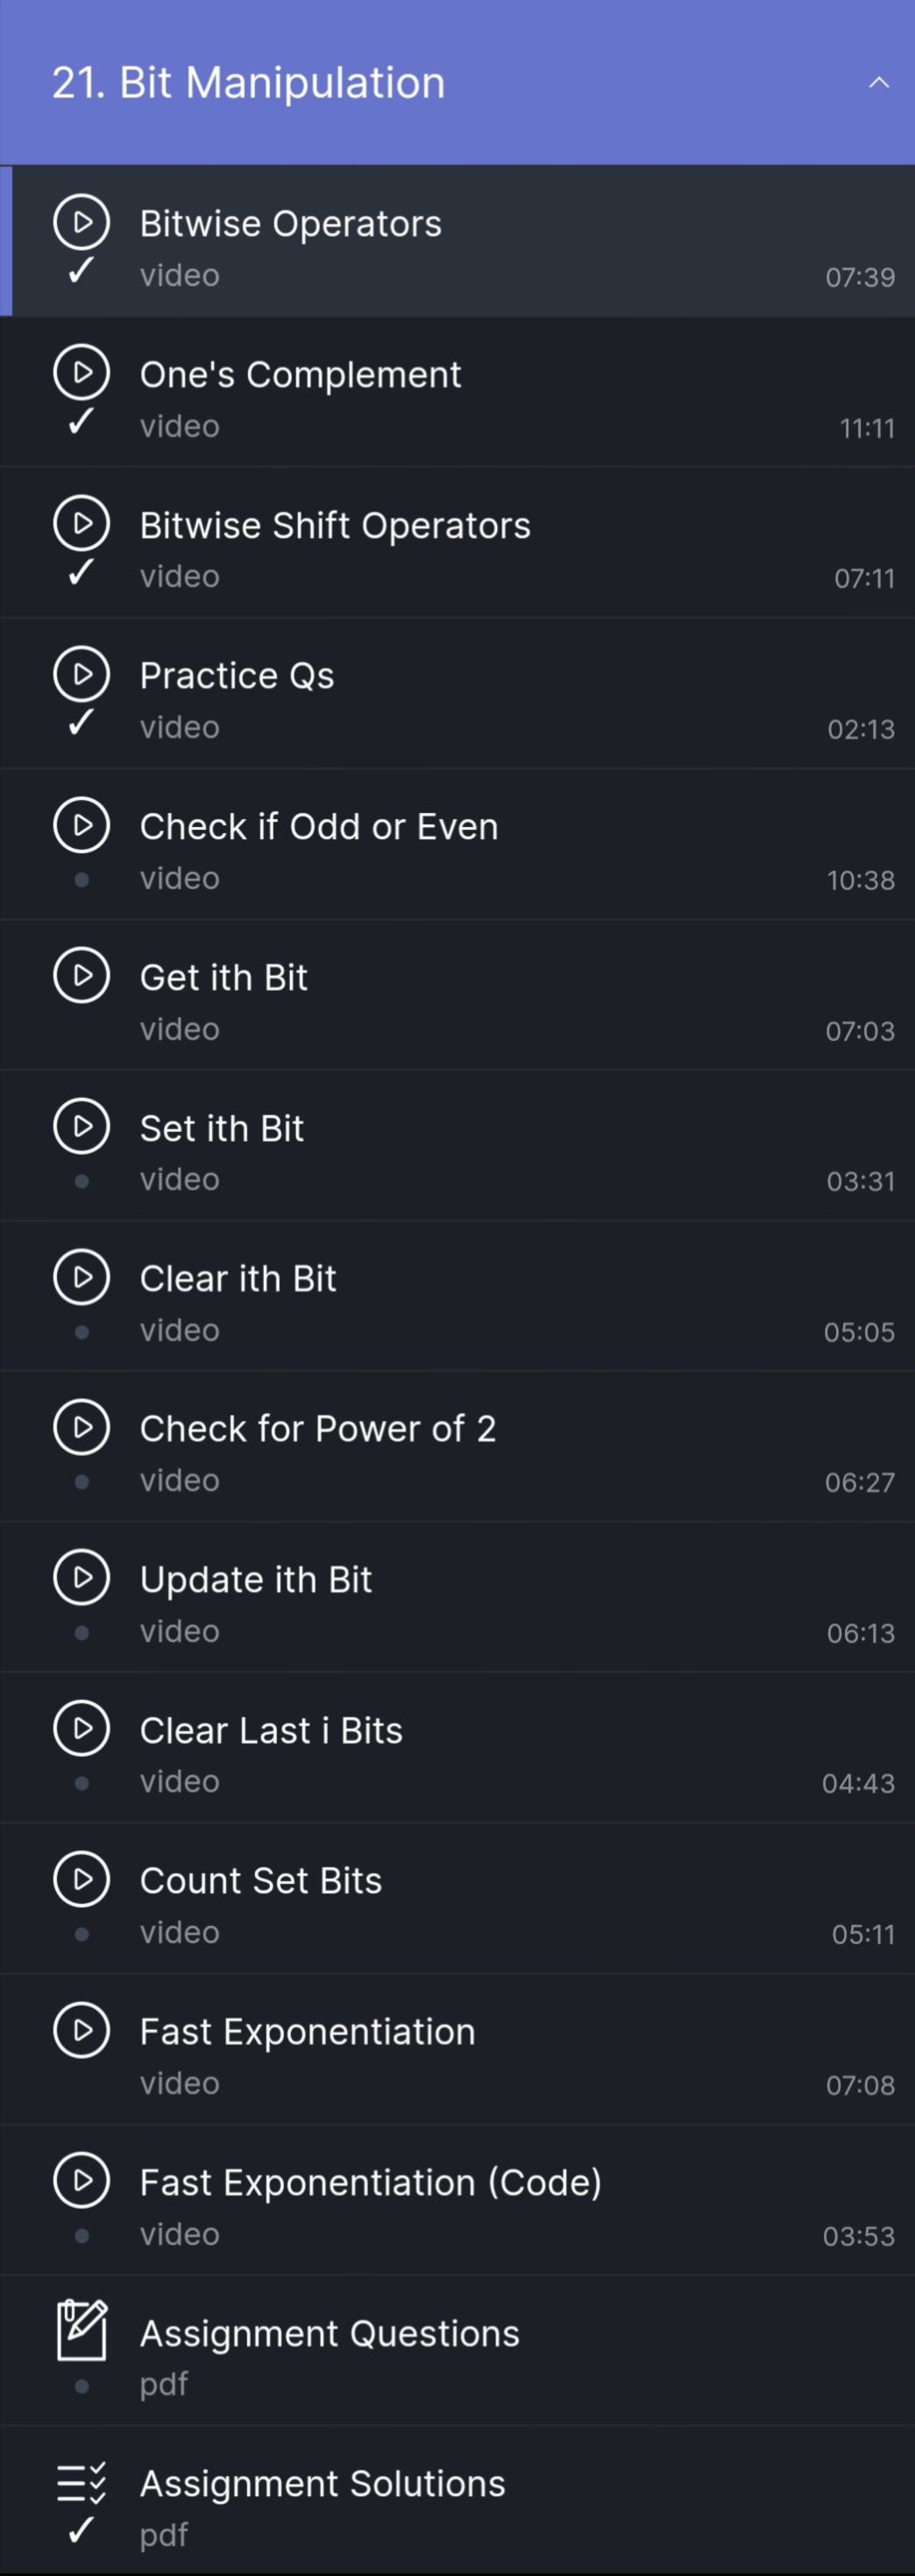 21. Bit Manipulation
Bitwise Operators
video 07:39
One's Complement
video 11:11
Bitwise Shift Operators
video 07:11
Practice Qs
video 02:13
Check if Odd or Even
video 10:38
Get ith Bit
video 07:03
Set ith Bit
video 03:31
Clear ith Bit
video 05:05
Check for Power of 2
video 06:27
Update ith Bit
video 06:13
Clear Last i Bits
video 04:43
Count Set Bits
video 05:11
Fast Exponentiation
video 07:08
Fast Exponentiation (Code)
video 03:53
Assignment Questions
pdf
Assignment Solutions
pdf